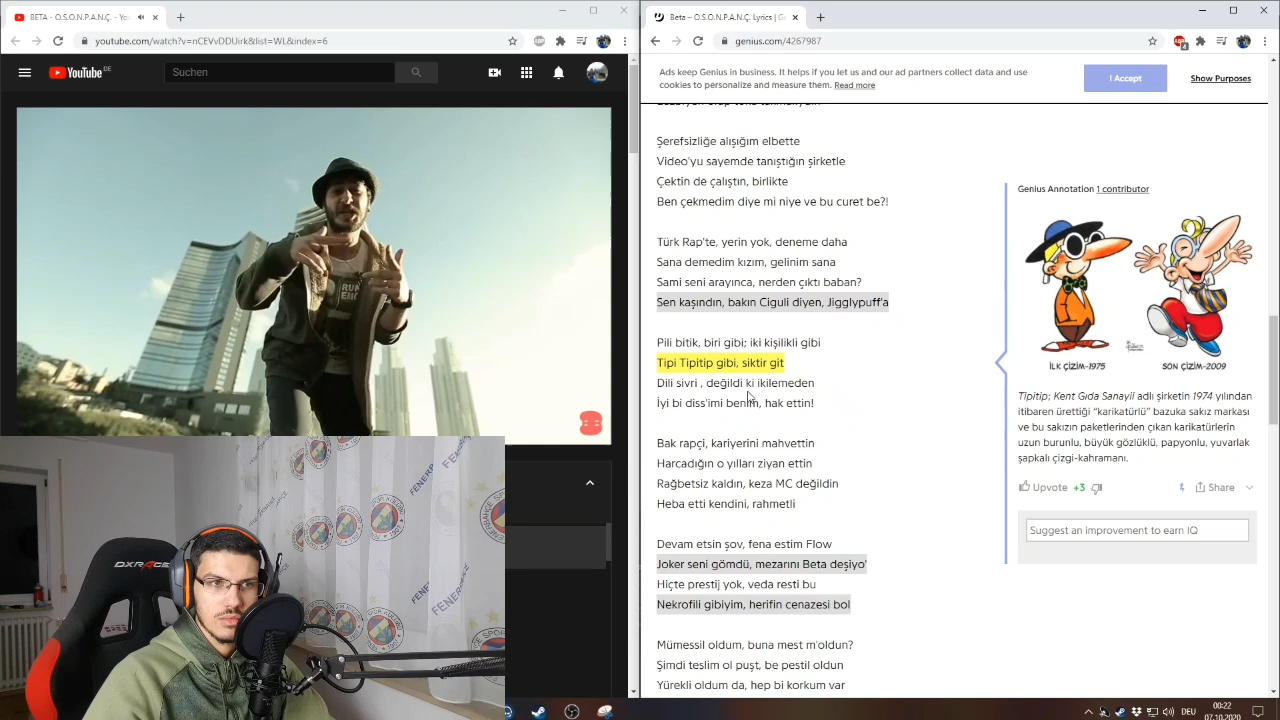 BETA - O.S.O.N.P.A.N.Ç. - You
youtube.com/watch?v=nCEVvDDUirk&list=WL&index=6
YouTube DE
Suchen
RUN
Beta – O.S.O.N.P.A.N.Ç. Lyrics | G
genius.com/4267987
Ads keep Genius in business. It helps if you let us and our ad partners collect data and use
cookies to personalize and measure them. Read more
I Accept
Show Purposes
Şerefsizliğe alışığım elbette
Video'yu sayemde tanıştığın şirketle
Çektin de çalıştın, birlikte
Ben çekmedim diye mi niye ve bu curet be?!
Türk Rap'te, yerin yok, deneme daha
Sana demedim kızım, gelinim sana
Sami seni arayınca, nerden çıktı baban?
Sen kaşındın, bakın Ciguli diyen, Jigglypuff'a
Pili bitik, biri gibi; iki kişilikli gibi
Tipi Tipitip gibi, siktir git
Dili sivri , değildi ki ikilemeden
İyi bi diss'imi benim, hak ettin!
Bak rapçi, kariyerini mahvettin
Harcadığın o yılları ziyan ettin
Rağbetsiz kaldın, keza MC değildin
Heba etti kendini, rahmetli
Devam etsin şov, fena estim Flow
Joker seni gömdü, mezarını Beta deşiyo'
Hiçte prestij yok, veda resti bu
Nekrofili gibiyim, herifin cenazesi bol
Mümessil oldum, buna mest m'oldun?
Şimdi teslim ol puşt, be pestil oldun
Yürekli oldum da, hep bi korkum var
Genius Annotation 1 contributor
İLK ÇİZİM-1975
SON ÇİZİM-2009
Tipitip; Kent Gıda Sanayii adlı şirketin 1974 yılından
itibaren ürettiği “karikatürlü” bazuka sakız markası
ve bu sakızın paketlerinden çıkan karikatürlerin
uzun burunlu, büyük gözlüklü, papyonlu, yuvarlak
şapkalı çizgi-kahramanı.
Upvote +3
Share
Suggest an improvement to earn IQ
DXRACER
DEU
00:22
07.10.2020